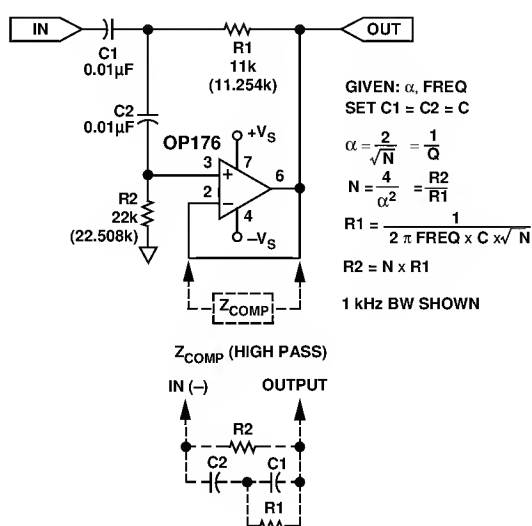 IN
C1
0.01µF
R1
11k
(11.254k)
OUT
C2
0.01µF
OP176
+VS
3
7
6
2
4
–VS
R2
22k
(22.508k)
ZCOMP
GIVEN: α, FREQ
SET C1 = C2 = C
α = 2/√N = 1/Q
N = 4/α² = R2/R1
R1 = 1/2 π FREQ x C x √N
R2 = N x R1
1 kHz BW SHOWN
ZCOMP (HIGH PASS)
IN (–)
OUTPUT
R2
C2
C1
R1